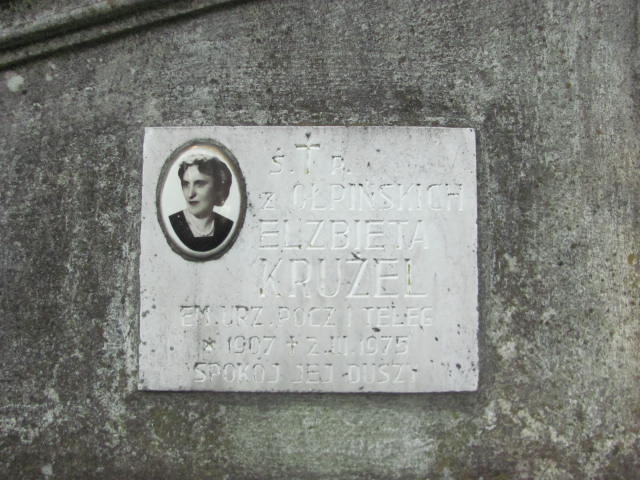 Ś. † P.
z OŁPIŃSKICH
ELŻBIETA
KRUŻEL
EM. URZ. POCZ I TELEG
* 1907 + 2.III.1975
SPOKÓJ JEJ DUSZY